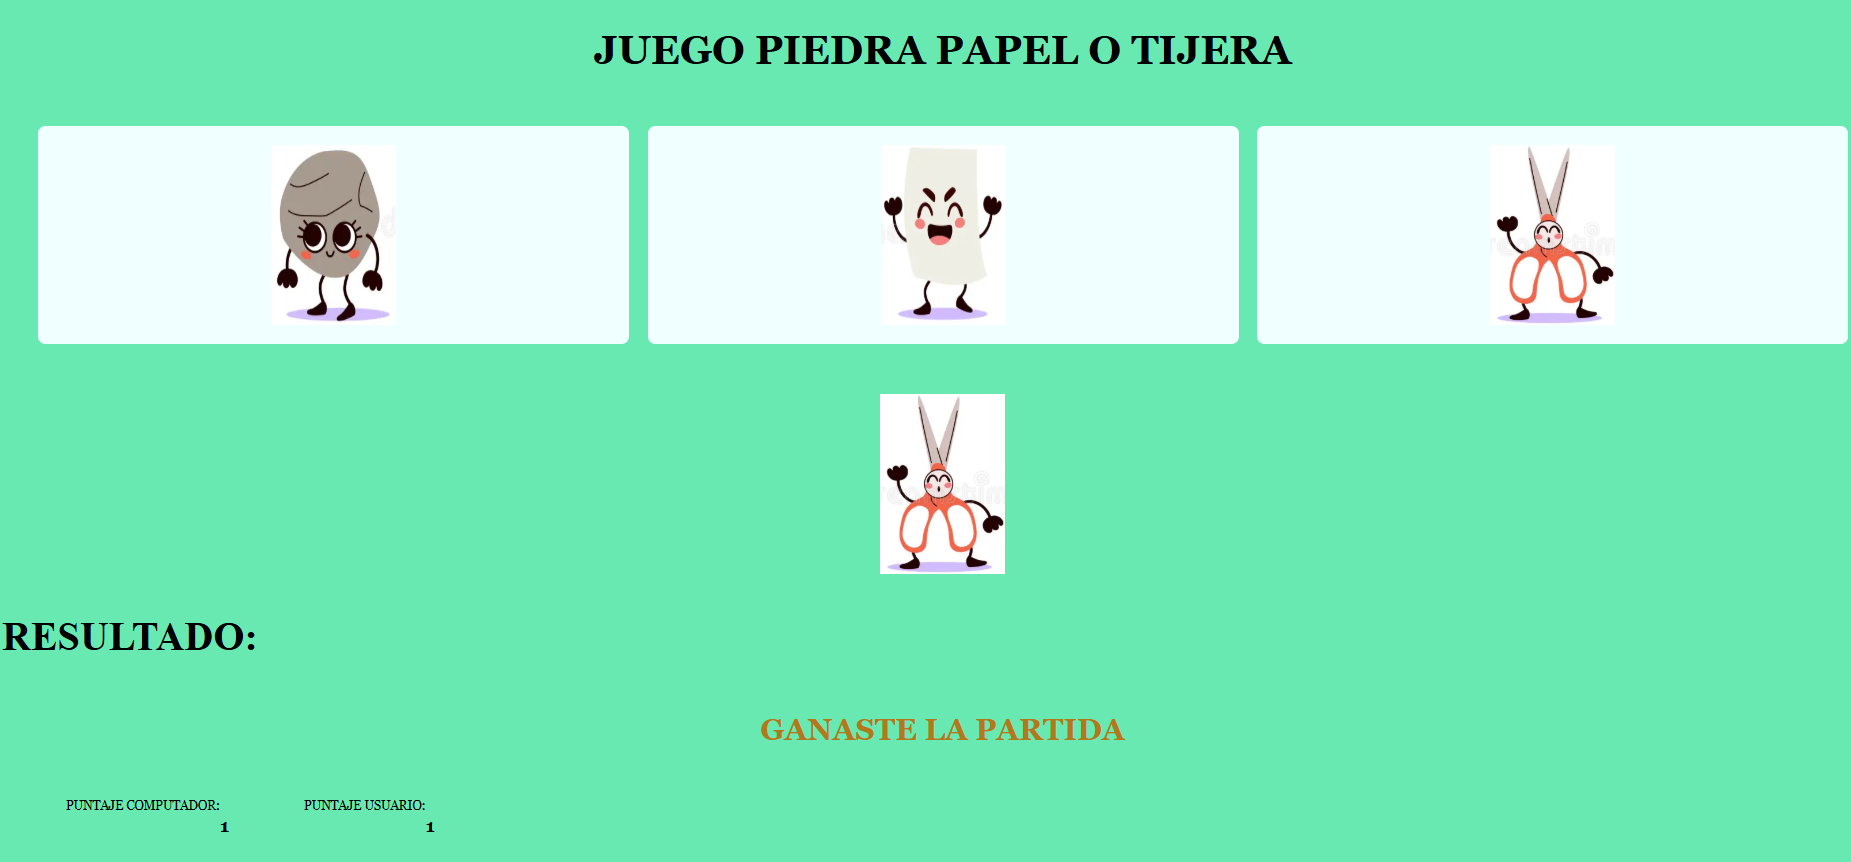 JUEGO PIEDRA PAPEL O TIJERA
RESULTADO:
GANASTE LA PARTIDA
PUNTAJE COMPUTADOR:
1
PUNTAJE USUARIO:
1